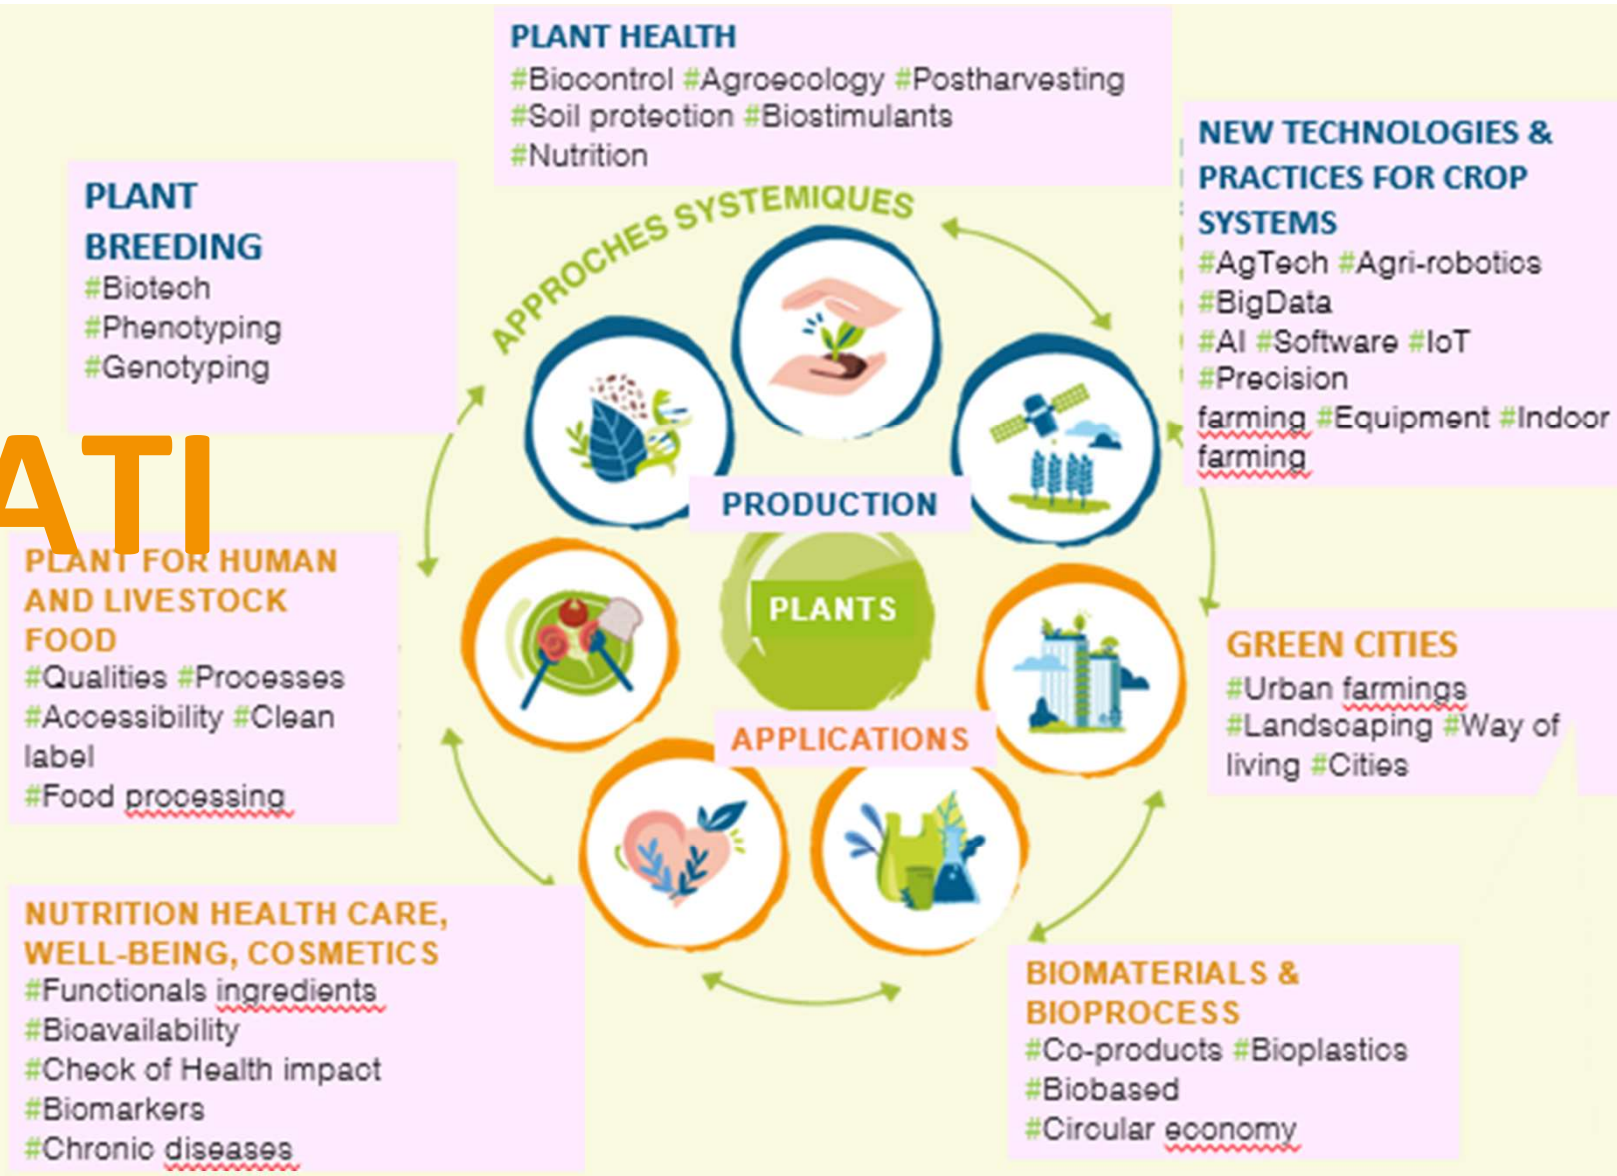 PLANT HEALTH
#Biocontrol #Agroecology #Postharvesting
#Soil protection #Biostimulants
#Nutrition
NEW TECHNOLOGIES &
PRACTICES FOR CROP
SYSTEMS
#AgTech #Agri-robotics
#BigData
#AI #Software #IoT
#Precision
farming #Equipment #Indoor
farming
PLANT
BREEDING
#Biotech
#Phenotyping
#Genotyping
APPROCHES SYSTEMIQUES
ATI
PRODUCTION
PLANTS
APPLICATIONS
PLANT FOR HUMAN
AND LIVESTOCK
FOOD
#Qualities #Processes
#Accessibility #Clean
label
#Food processing
GREEN CITIES
#Urban farmings
#Landscaping #Way of
living #Cities
NUTRITION HEALTH CARE,
WELL-BEING, COSMETICS
#Functionals ingredients
#Bioavailability
#Check of Health impact
#Biomarkers
#Chronic diseases
BIOMATERIALS &
BIOPROCESS
#Co-products #Bioplastics
#Biobased
#Circular economy